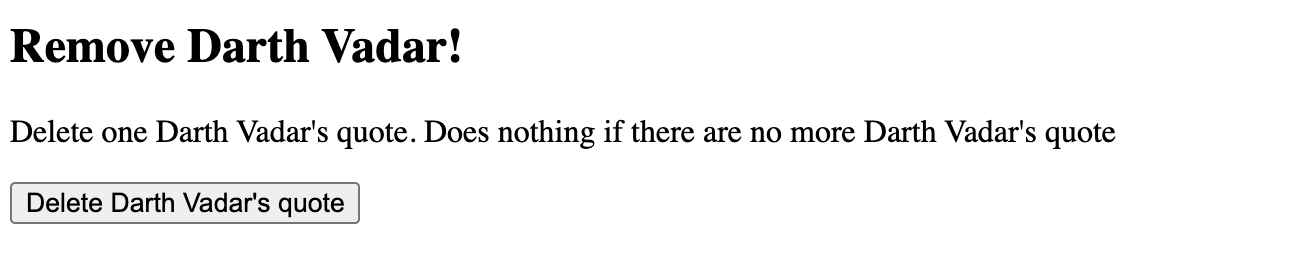 Remove Darth Vadar!
Delete one Darth Vadar's quote. Does nothing if there are no more Darth Vadar's quote
Delete Darth Vadar's quote